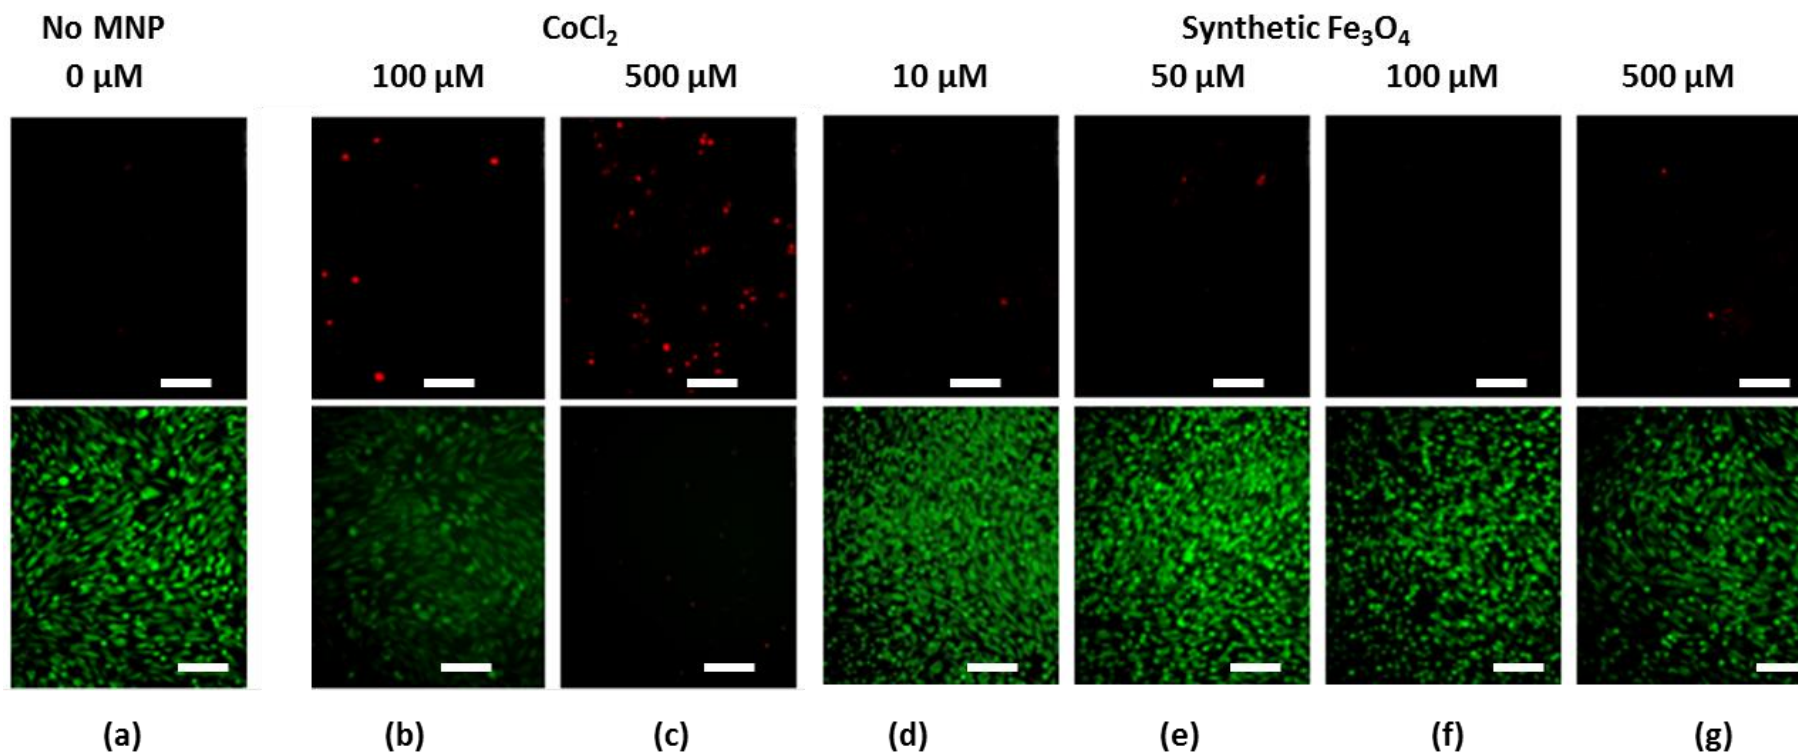 No MNP CoCl₂ Synthetic Fe₃O₄
0 μM 100 μM 500 μM 10 μM 50 μM 100 μM 500 μM
(a) (b) (c) (d) (e) (f) (g)